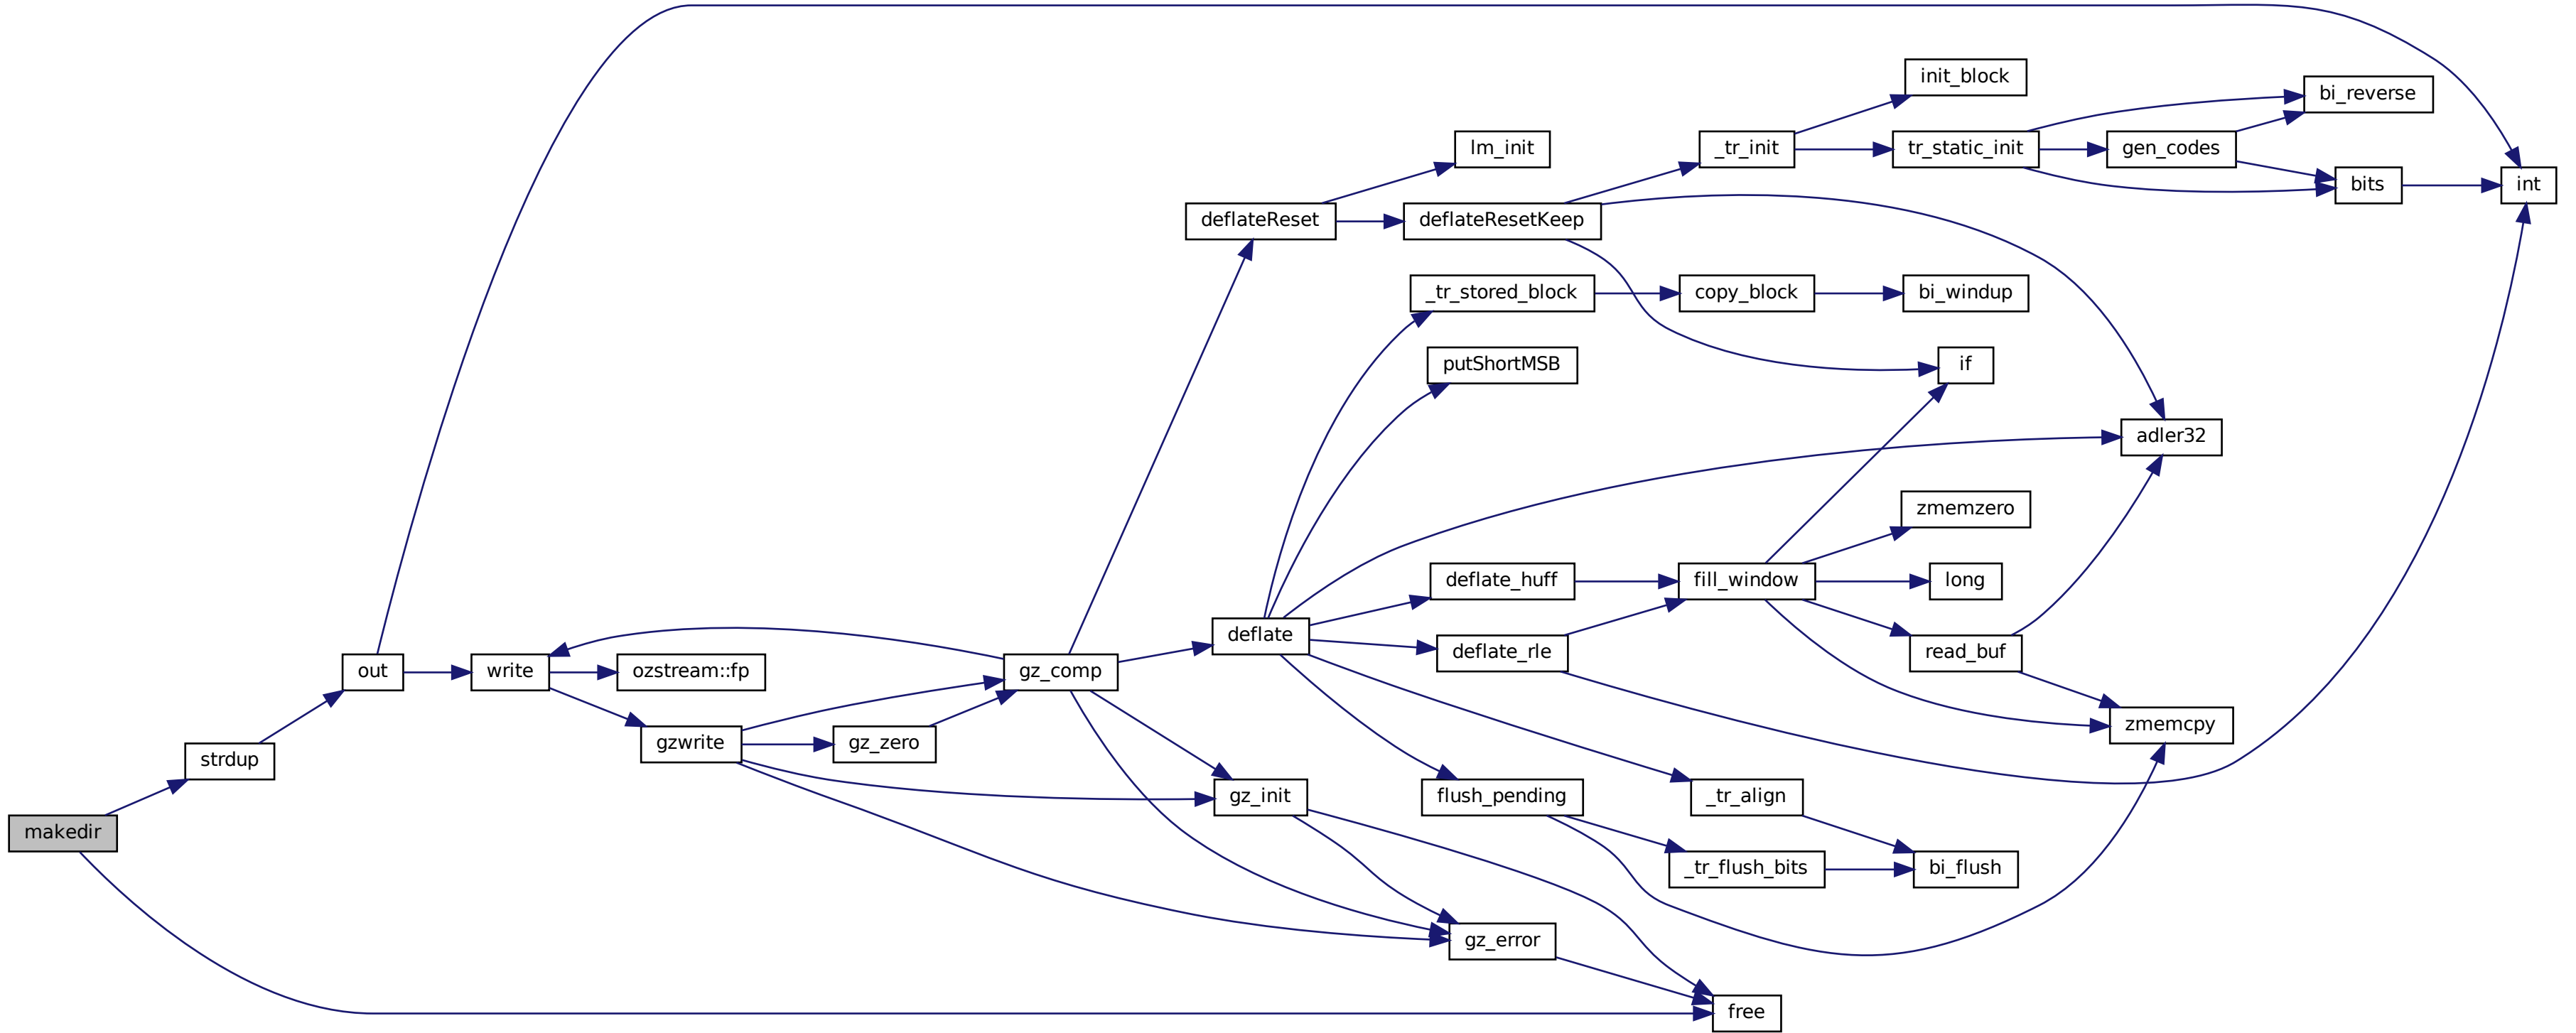 makedir
strdup
out
write
ozstream::fp
gzwrite
gz_zero
gz_comp
deflateReset
lm_init
deflateResetKeep
_tr_init
init_block
tr_static_init
gen_codes
bi_reverse
bits
int
_tr_stored_block
copy_block
bi_windup
putShortMSB
if
adler32
deflate
deflate_huff
deflate_rle
fill_window
zmemzero
long
read_buf
zmemcpy
gz_init
flush_pending
_tr_align
_tr_flush_bits
bi_flush
gz_error
free